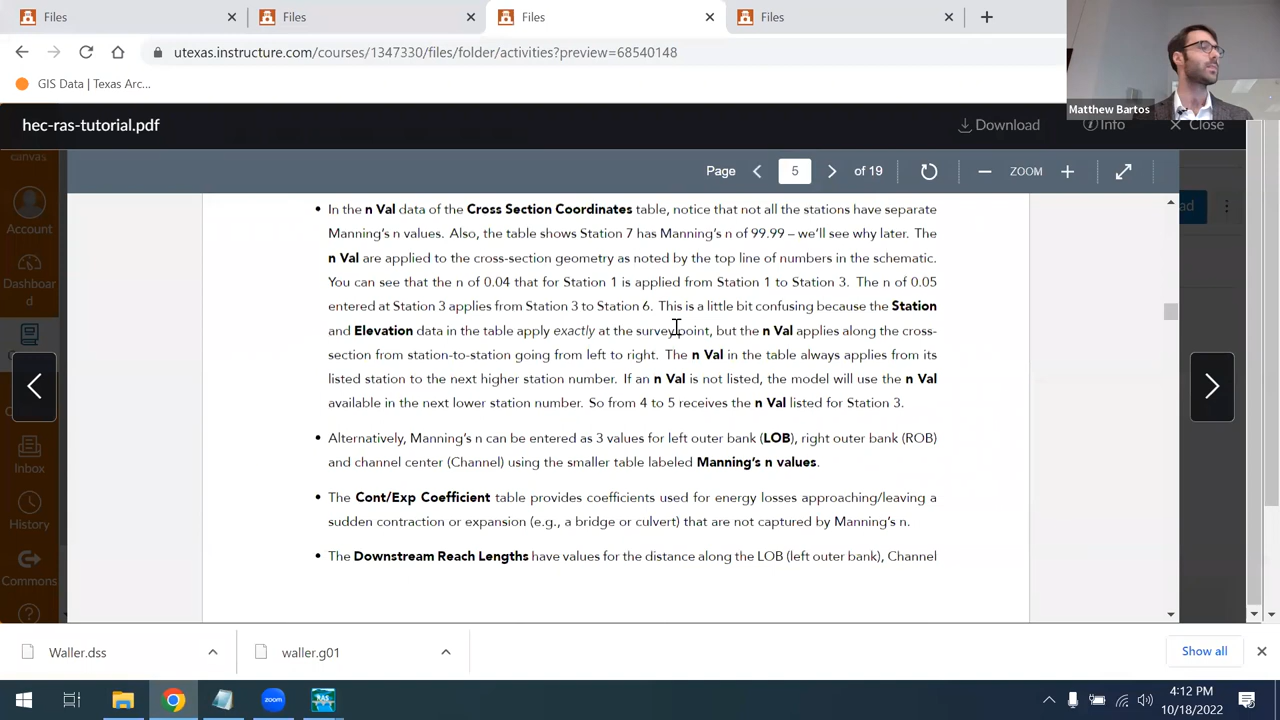 Files
Files
Files
Files
utexas.instructure.com/courses/1347330/files/folder/activities?preview=68540148
GIS Data | Texas Arc...
Matthew Bartos
hec-ras-tutorial.pdf
Download
Info
Close
canvas
Account
Dashboar
d
Inbox
History
Commons
Page
5
of 19
ZOOM
ad
• In the n Val data of the Cross Section Coordinates table, notice that not all the stations have separate
Manning's n values. Also, the table shows Station 7 has Manning's n of 99.99 – we'll see why later. The
n Val are applied to the cross-section geometry as noted by the top line of numbers in the schematic.
You can see that the n of 0.04 that for Station 1 is applied from Station 1 to Station 3. The n of 0.05
entered at Station 3 applies from Station 3 to Station 6. This is a little bit confusing because the Station
and Elevation data in the table apply exactly at the survey point, but the n Val applies along the cross-
section from station-to-station going from left to right. The n Val in the table always applies from its
listed station to the next higher station number. If an n Val is not listed, the model will use the n Val
available in the next lower station number. So from 4 to 5 receives the n Val listed for Station 3.
• Alternatively, Manning's n can be entered as 3 values for left outer bank (LOB), right outer bank (ROB)
and channel center (Channel) using the smaller table labeled Manning's n values.
• The Cont/Exp Coefficient table provides coefficients used for energy losses approaching/leaving a
sudden contraction or expansion (e.g., a bridge or culvert) that are not captured by Manning's n.
• The Downstream Reach Lengths have values for the distance along the LOB (left outer bank), Channel
Waller.dss
waller.g01
Show all
4:12 PM
10/18/2022